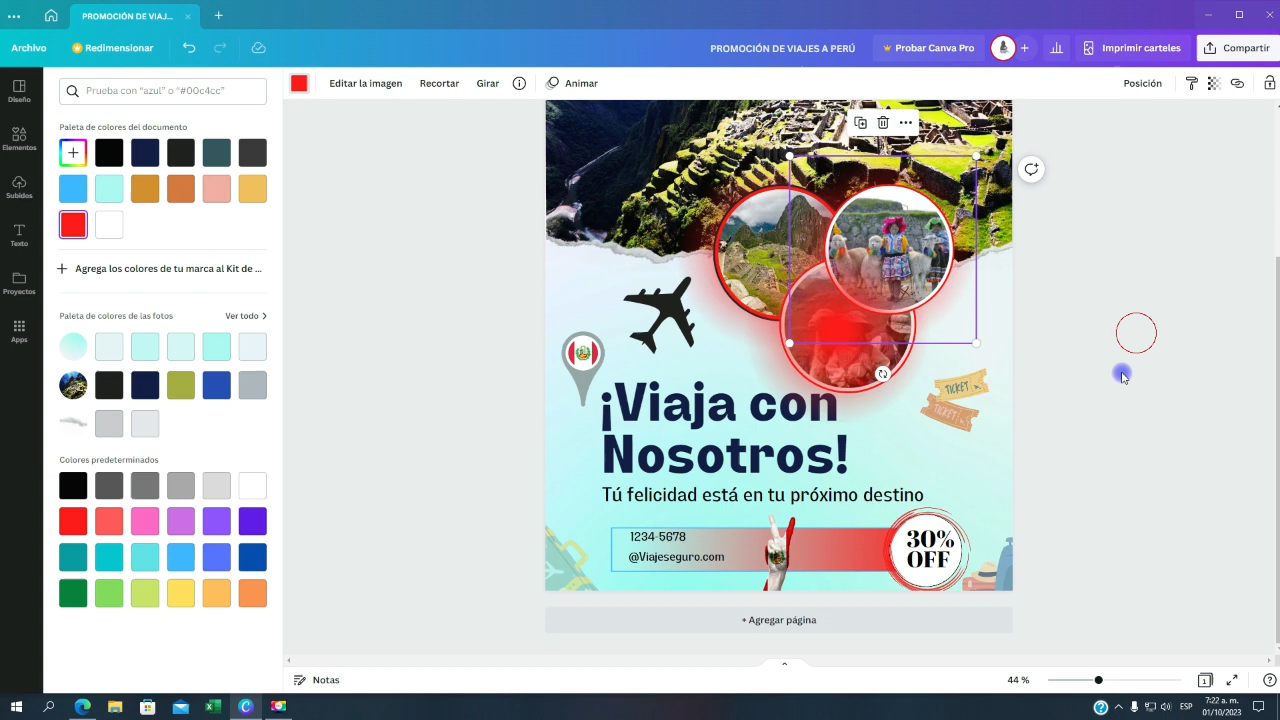 PROMOCIÓN DE VIAJ...
Archivo
Redimensionar
PROMOCIÓN DE VIAJES A PERÚ
Probar Canva Pro
Imprimir carteles
Compartir
Diseño
Elementos
Subidos
Texto
Proyectos
Apps
Prueba con "azul" o "#00c4cc"
Editar la imagen
Recortar
Girar
Animar
Posición
Paleta de colores del documento
Agrega los colores de tu marca al Kit de ...
Paleta de colores de las fotos
Ver todo
Colores predeterminados
TICKET
TICKET
¡Viaja con
Nosotros!
Tú felicidad está en tu próximo destino
1234-5678
@Viajeseguro.com
30%
OFF
+ Agregar página
Notas
44 %
1
ESP
7:22 a. m.
01/10/2023